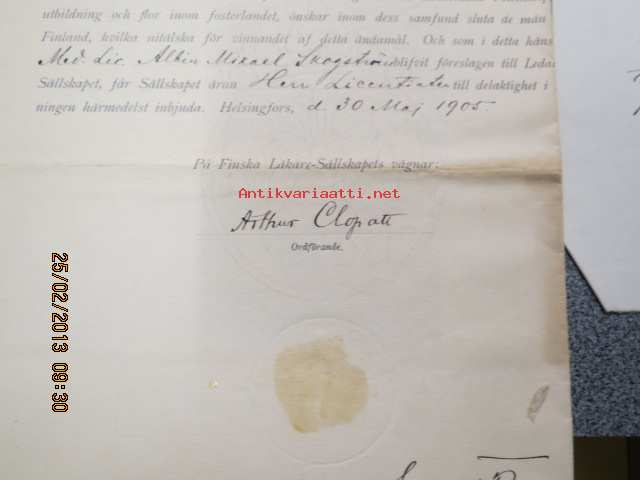 utbildning och flor inom fosterlandet, önskar inom dess samfund sluta de män
Finland, hvilka nitälska för vinnandet af detta ändamål. Och som i detta häns
Med. Lic. Albin Mikael Skogström blifvit föreslagen till Leda
Sällskapet, får Sällskapet äran Herr Licentiaten till delaktighet i
ningen härmedelst inbjuda. Helsingfors, d. 30 Maj 1905.
På Finska Läkare-Sällskapets vägnar:
Antikvariaatti.net
Arthur Clopatt
Ordförande.
25/02/2013 09:30